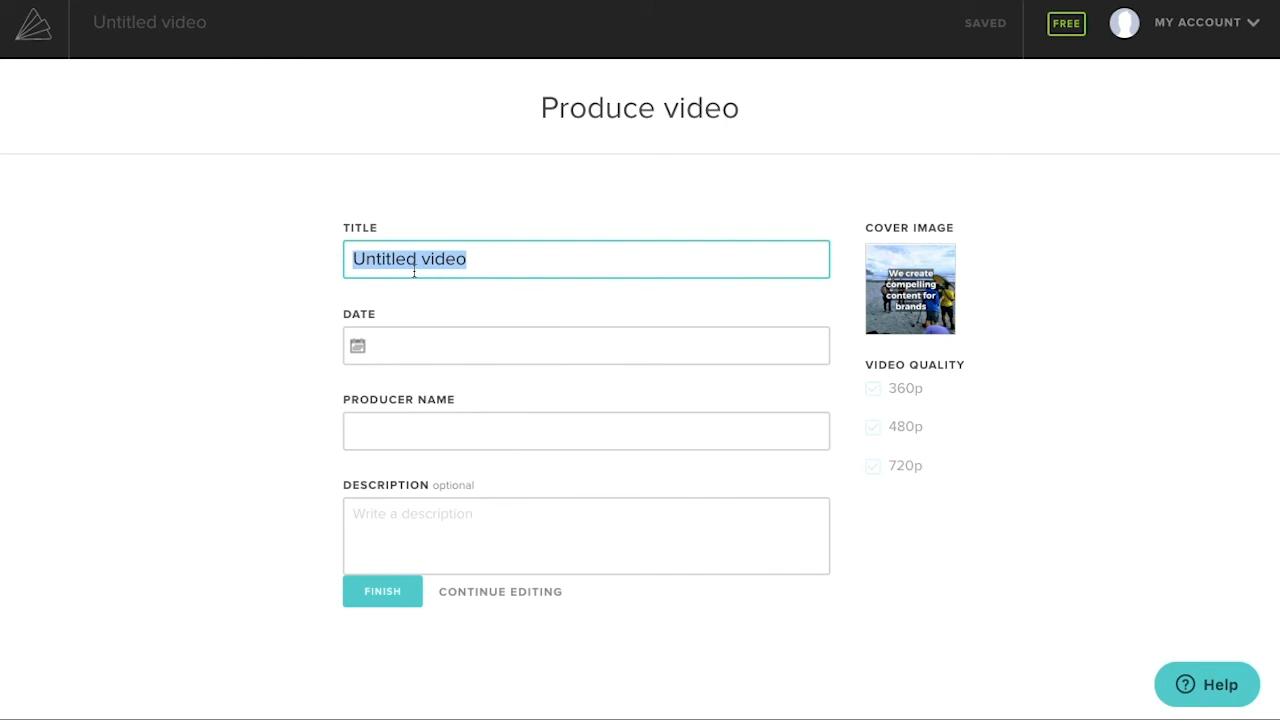 Untitled video
SAVED
FREE
MY ACCOUNT
Produce video
TITLE
Untitled video
DATE
PRODUCER NAME
DESCRIPTION optional
Write a description
FINISH
CONTINUE EDITING
COVER IMAGE
We create
compelling
content for
brands
VIDEO QUALITY
360p
480p
720p
Help